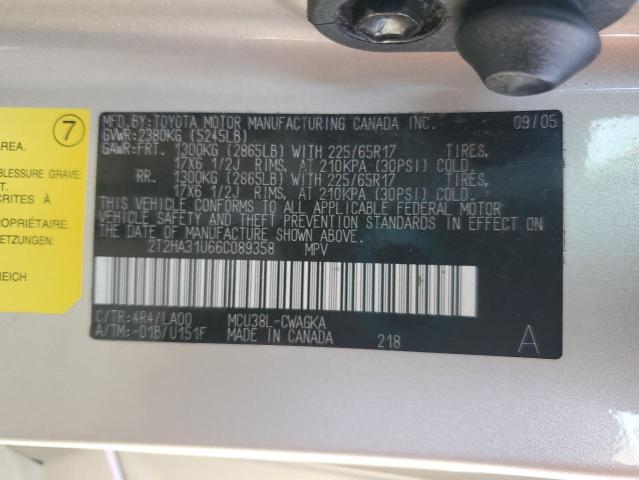 7
AREA.
BLESSURE GRAVE:
T.
CRITES À
PROPRIÉTAIRE.
ETZUNGEN:
REICH
MFD.BY:TOYOTA MOTOR MANUFACTURING CANADA INC. 09/05
GVWR:2380KG (5245LB)
GAWR:FRT. 1300KG (2865LB) WITH 225/65R17 TIRES,
17X6 1/2J RIMS, AT 210KPA (30PSI) COLD
RR. 1300KG (2865LB) WITH 225/65R17 TIRES,
17X6 1/2J RIMS, AT 210KPA (30PSI) COLD.
THIS VEHICLE CONFORMS TO ALL APPLICABLE FEDERAL MOTOR
VEHICLE SAFETY AND THEFT PREVENTION STANDARDS IN EFFECT ON
THE DATE OF MANUFACTURE SHOWN ABOVE.
2T2HA31U66C089358 MPV
C/TR:4R4/LA00 MCU38L-CWAGKA
A/TM:-01B/U151F MADE IN CANADA 218 A